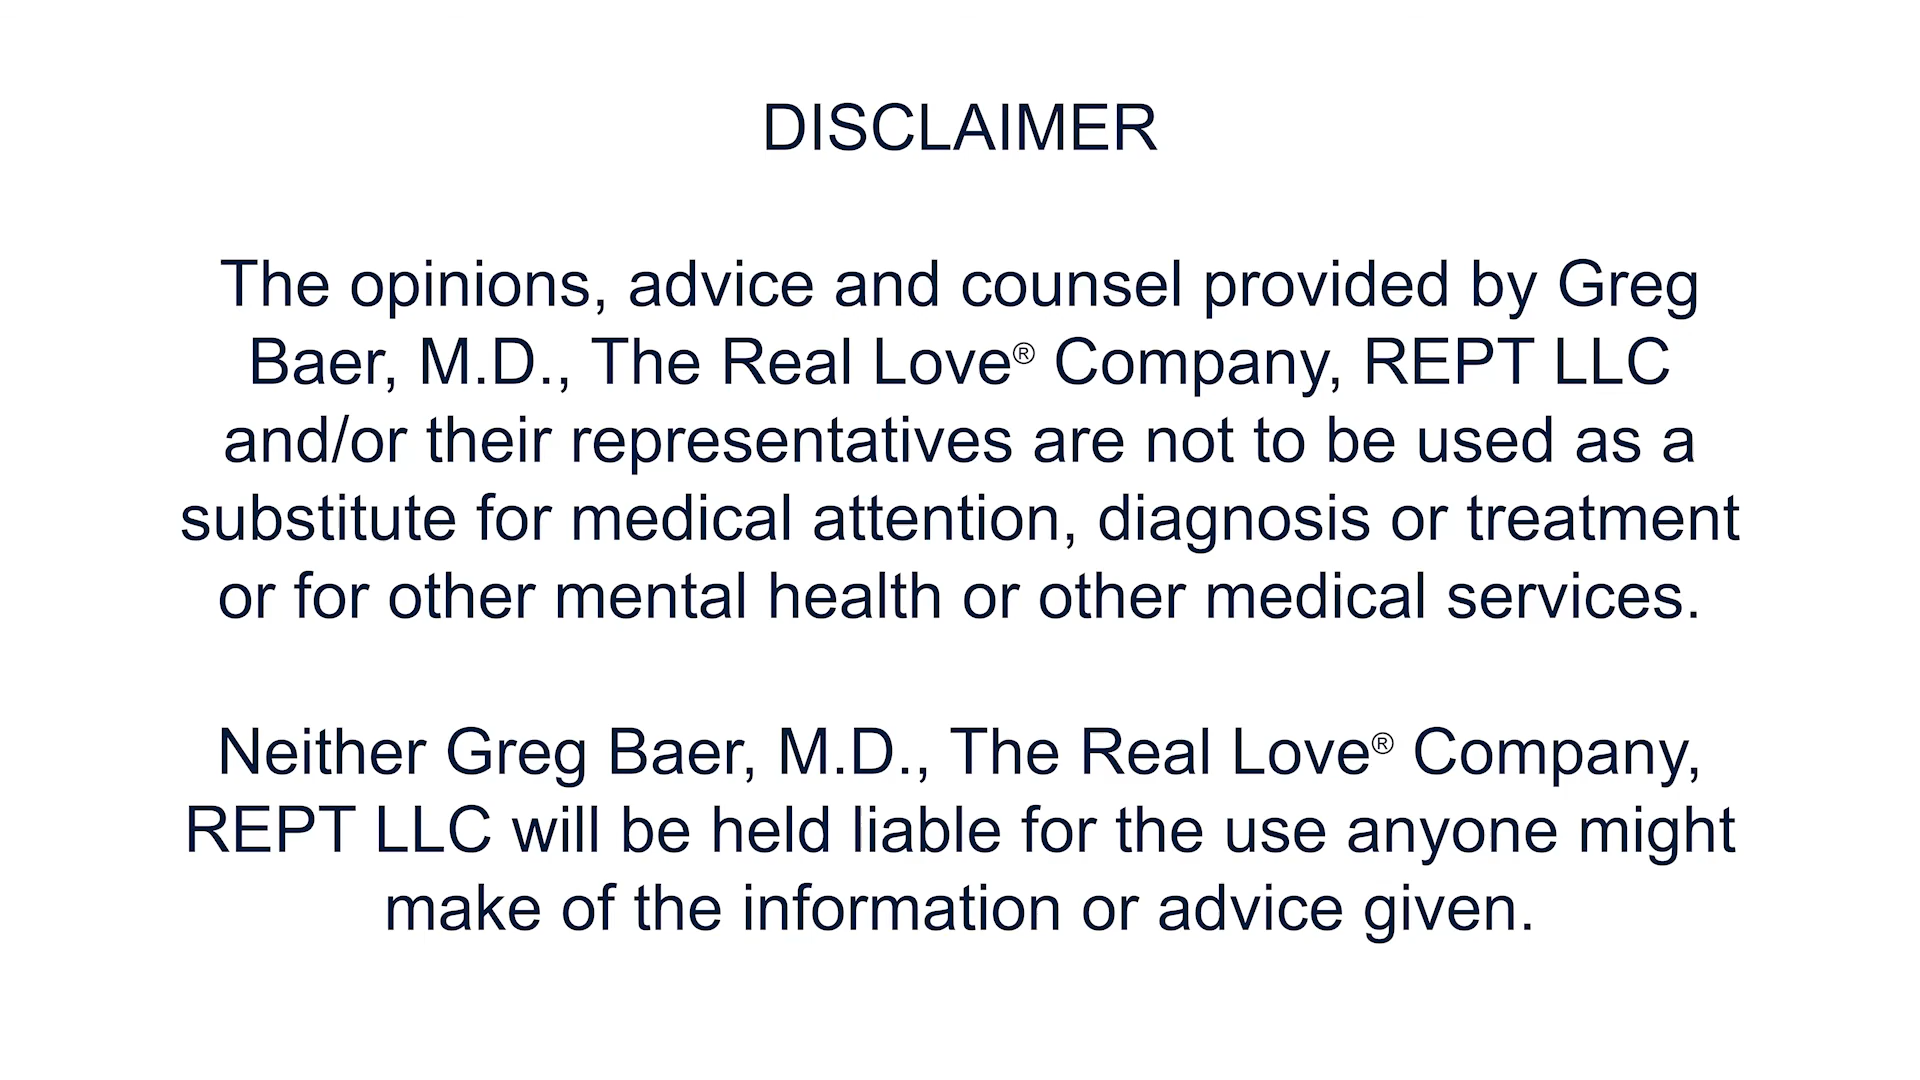 DISCLAIMER
The opinions, advice and counsel provided by Greg
Baer, M.D., The Real Love® Company, REPT LLC
and/or their representatives are not to be used as a
substitute for medical attention, diagnosis or treatment
or for other mental health or other medical services.
Neither Greg Baer, M.D., The Real Love® Company,
REPT LLC will be held liable for the use anyone might
make of the information or advice given.